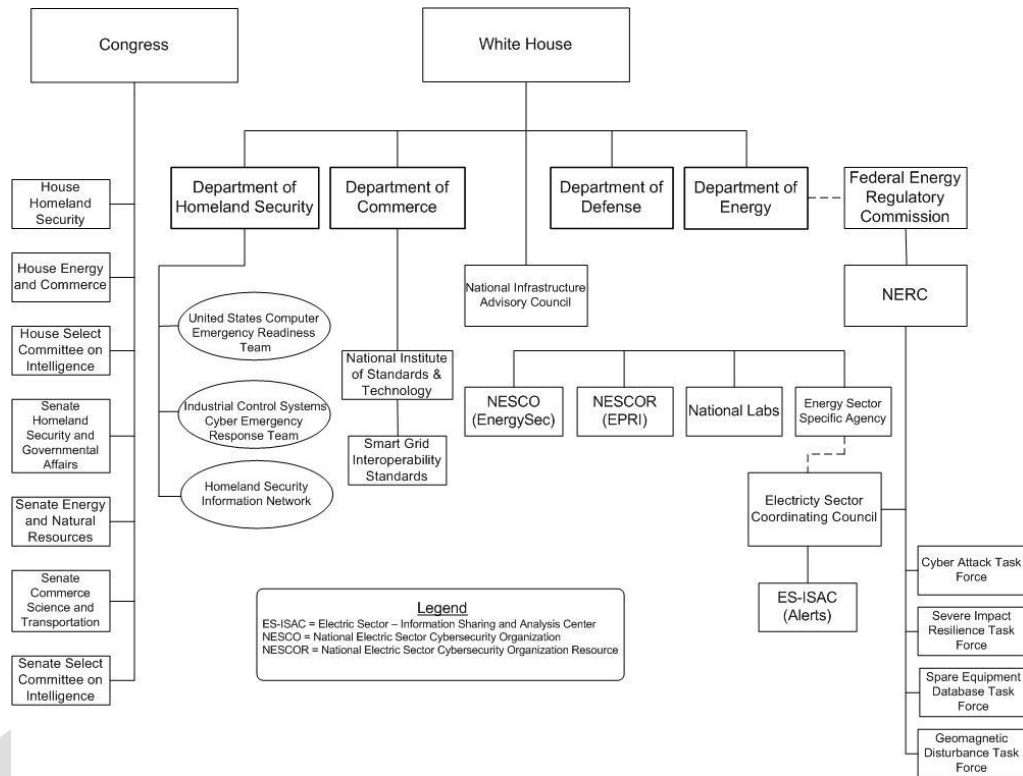 Congress
White House
House
Homeland
Security
House Energy
and Commerce
House Select
Committee on
Intelligence
Senate
Homeland
Security and
Governmental
Affairs
Senate Energy
and Natural
Resources
Senate
Commerce
Science and
Transportation
Senate Select
Committee on
Intelligence
Department of
Homeland Security
United States Computer
Emergency Readiness
Team
Industrial Control Systems
Cyber Emergency
Response Team
Homeland Security
Information Network
Department of
Commerce
National Institute
of Standards &
Technology
Smart Grid
Interoperability
Standards
National Infrastructure
Advisory Council
Department of
Defense
Department of
Energy
NESCO
(EnergySec)
NESCOR
(EPRI)
National Labs
Energy Sector
Specific Agency
Federal Energy
Regulatory
Commission
NERC
Electricty Sector
Coordinating Council
ES-ISAC
(Alerts)
Cyber Attack Task
Force
Severe Impact
Resilience Task
Force
Spare Equipment
Database Task
Force
Geomagnetic
Disturbance Task
Force
Legend
ES-ISAC = Electric Sector – Information Sharing and Analysis Center
NESCO = National Electric Sector Cybersecurity Organization
NESCOR = National Electric Sector Cybersecurity Organization Resource